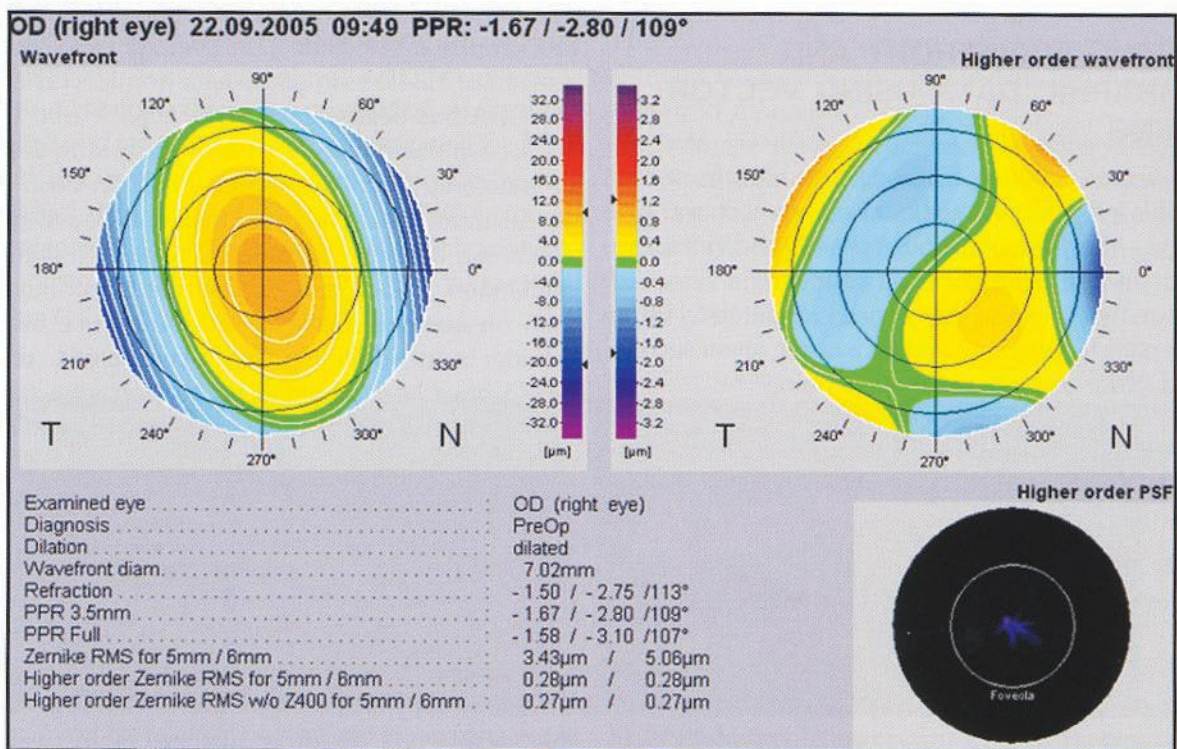 OD (right eye) 22.09.2005 09:49 PPR: -1.67 / -2.80 / 109°
Wavefront
90°
120°
60°
150°
30°
180°
0°
210°
330°
240°
300°
270°
T
N
32.0
28.0
24.0
20.0
16.0
12.0
8.0
4.0
0.0
-4.0
-8.0
-12.0
-16.0
-20.0
-24.0
-28.0
-32.0
[µm]
3.2
2.8
2.4
2.0
1.6
1.2
0.8
0.4
0.0
-0.4
-0.8
-1.2
-1.6
-2.0
-2.4
-2.8
-3.2
[µm]
Higher order wavefront
90°
120°
60°
150°
30°
180°
0°
210°
330°
240°
300°
270°
T
N
Examined eye : OD (right eye)
Diagnosis : PreOp
Dilation : dilated
Wavefront diam. : 7.02mm
Refraction : - 1.50 / - 2.75 /113°
PPR 3.5mm : - 1.67 / - 2.80 /109°
PPR Full : - 1.58 / - 3.10 /107°
Zernike RMS for 5mm / 6mm : 3.43µm / 5.06µm
Higher order Zernike RMS for 5mm / 6mm : 0.28µm / 0.28µm
Higher order Zernike RMS w/o Z400 for 5mm / 6mm : 0.27µm / 0.27µm
Higher order PSF
Foveola